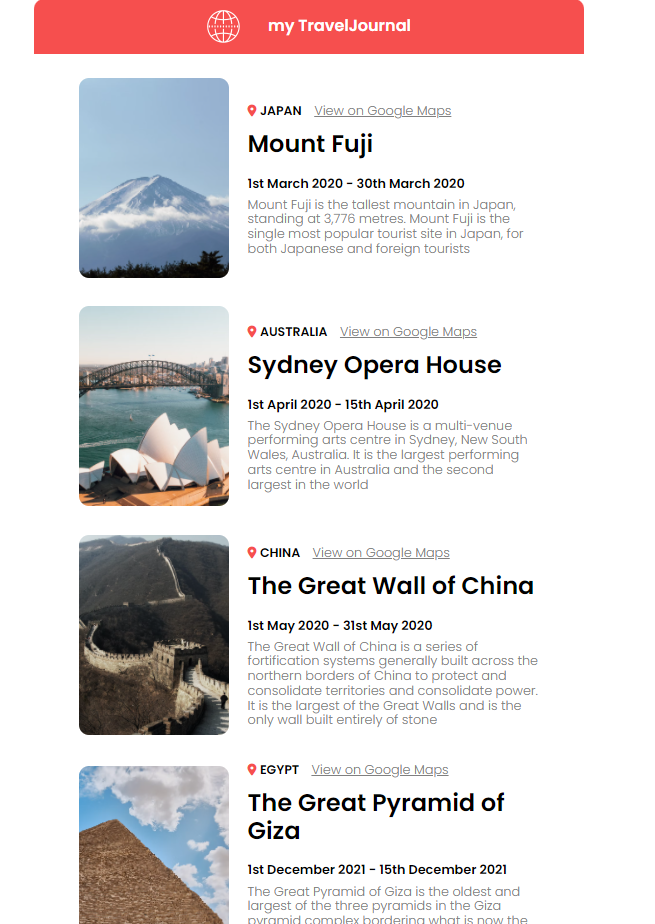 my TravelJournal
JAPAN View on Google Maps
Mount Fuji
1st March 2020 - 30th March 2020
Mount Fuji is the tallest mountain in Japan,
standing at 3,776 metres. Mount Fuji is the
single most popular tourist site in Japan, for
both Japanese and foreign tourists
AUSTRALIA View on Google Maps
Sydney Opera House
1st April 2020 - 15th April 2020
The Sydney Opera House is a multi-venue
performing arts centre in Sydney, New South
Wales, Australia. It is the largest performing
arts centre in Australia and the second
largest in the world
CHINA View on Google Maps
The Great Wall of China
1st May 2020 - 31st May 2020
The Great Wall of China is a series of
fortification systems generally built across the
northern borders of China to protect and
consolidate territories and consolidate power.
It is the largest of the Great Walls and is the
only wall built entirely of stone
EGYPT View on Google Maps
The Great Pyramid of
Giza
1st December 2021 - 15th December 2021
The Great Pyramid of Giza is the oldest and
largest of the three pyramids in the Giza
pyramid complex bordering what is now the